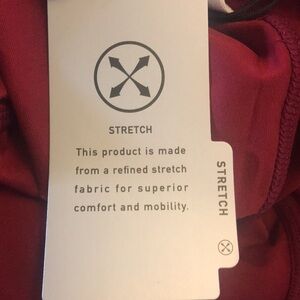 STRETCH
This product is made
from a refined stretch
fabric for superior
comfort and mobility.
STRETCH